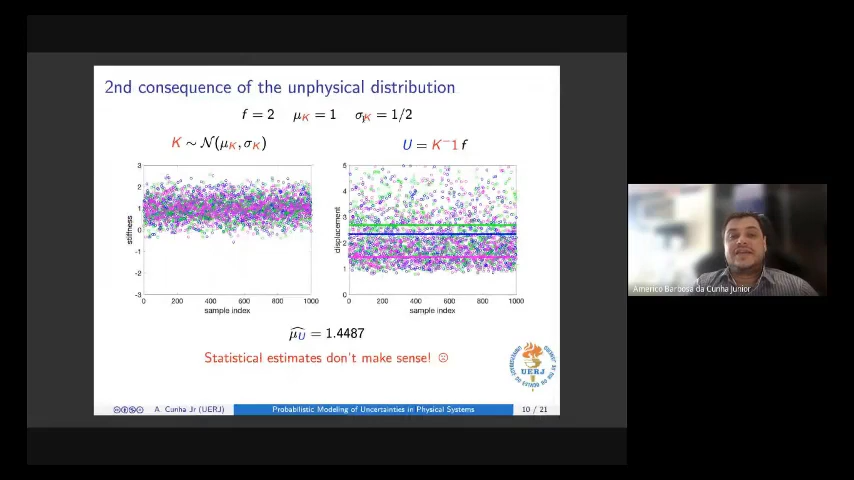 2nd consequence of the unphysical distribution
f = 2 μK = 1 σK = 1/2
K ∼ N(μK, σK)
U = K−1 f
3
2
1
0
-1
-2
-3
stiffness
0 200 400 600 800 1000
sample index
5
4
3
2
1
0
displacement
0 200 400 600 800 1000
sample index
μ̂U = 1.4487
Statistical estimates don't make sense! ☹
UERJ
A. Cunha Jr (UERJ)
Probabilistic Modeling of Uncertainties in Physical Systems
10 / 21
Americo Barbosa da Cunha Junior